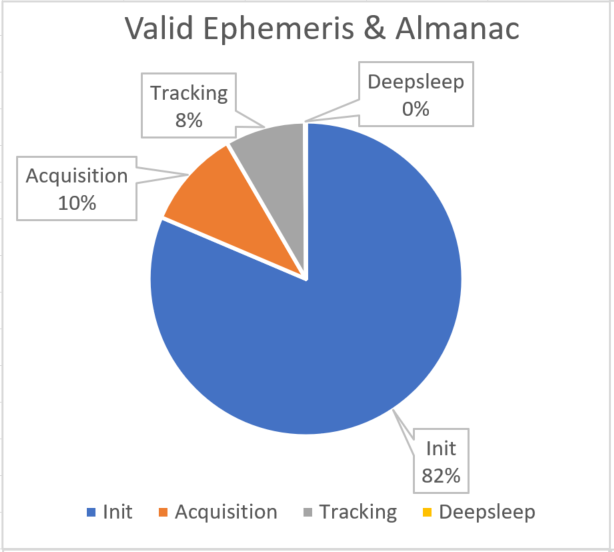 Valid Ephemeris & Almanac
Deepsleep
0%
Tracking
8%
Acquisition
10%
Init
82%
Init Acquisition Tracking Deepsleep